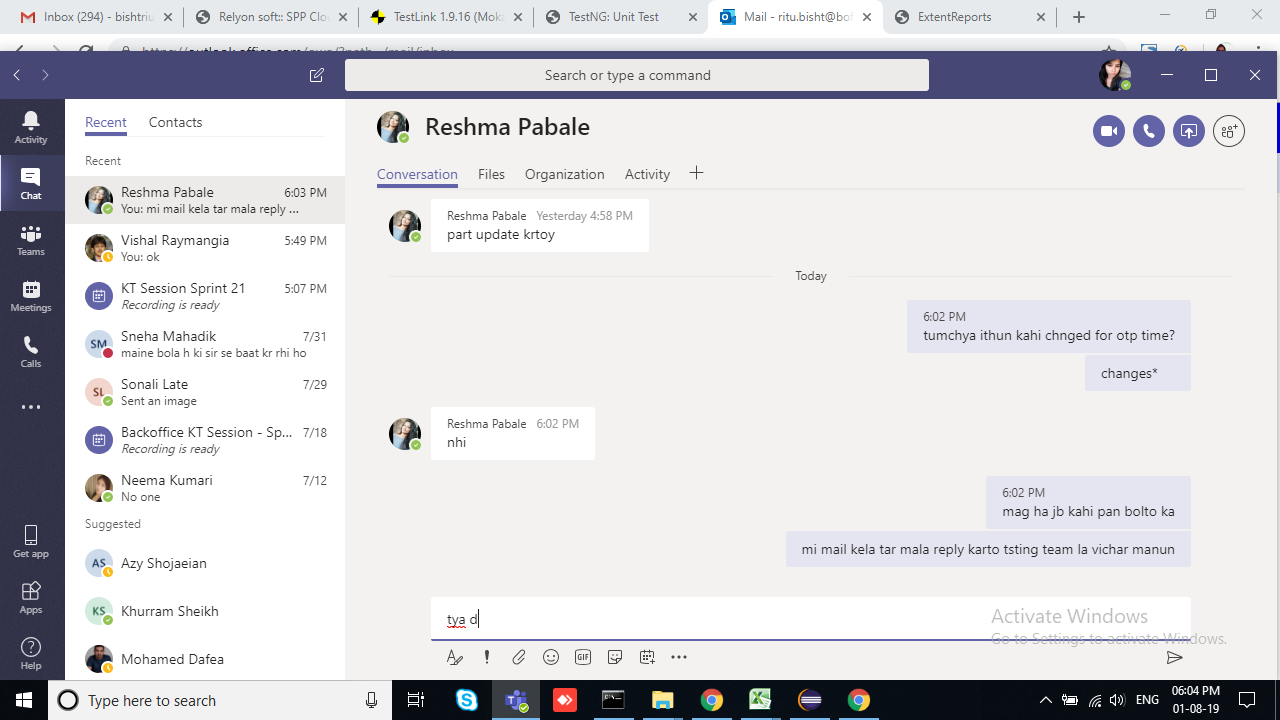 Inbox (294) - bishtriu
Relyon soft:: SPP Clou
TestLink 1.9.16 (Moka
TestNG: Unit Test
Mail - ritu.bisht@bof
ExtentReports
Search or type a command
Activity
Chat
Teams
Meetings
Calls
Get app
Apps
Help
Recent
Contacts
Recent
Reshma Pabale 6:03 PM
You: mi mail kela tar mala reply ...
Vishal Raymangia 5:49 PM
You: ok
KT Session Sprint 21 5:07 PM
Recording is ready
SM
Sneha Mahadik 7/31
maine bola h ki sir se baat kr rhi ho
SL
Sonali Late 7/29
Sent an image
Backoffice KT Session - Sp... 7/18
Recording is ready
Neema Kumari 7/12
No one
Suggested
AS
Azy Shojaeian
KS
Khurram Sheikh
Mohamed Dafea
Reshma Pabale
Conversation Files Organization Activity
Reshma Pabale Yesterday 4:58 PM
part update krtoy
Today
6:02 PM
tumchya ithun kahi chnged for otp time?
changes*
Reshma Pabale 6:02 PM
nhi
6:02 PM
mag ha jb kahi pan bolto ka
mi mail kela tar mala reply karto tsting team la vichar manun
tya d
Activate Windows
Go to Settings to activate Windows.
GIF
Type here to search
ENG
06:04 PM
01-08-19